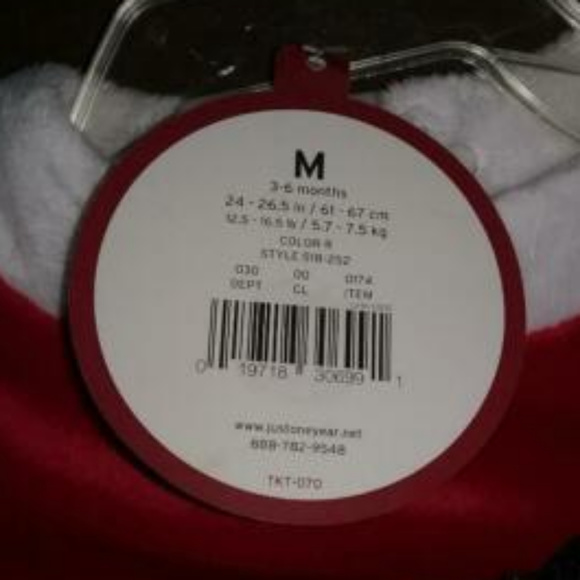 M
3-6 months
24 - 26.5 in / 61 - 67 cm
12.5 - 16.5 lb / 5.7 - 7.5 kg
COLOR R
STYLE 01B-252
030 00 0174
DEPT CL ITEM
0 19718 30699 1
www.justoneyear.net
888-782-9548
TKT-070